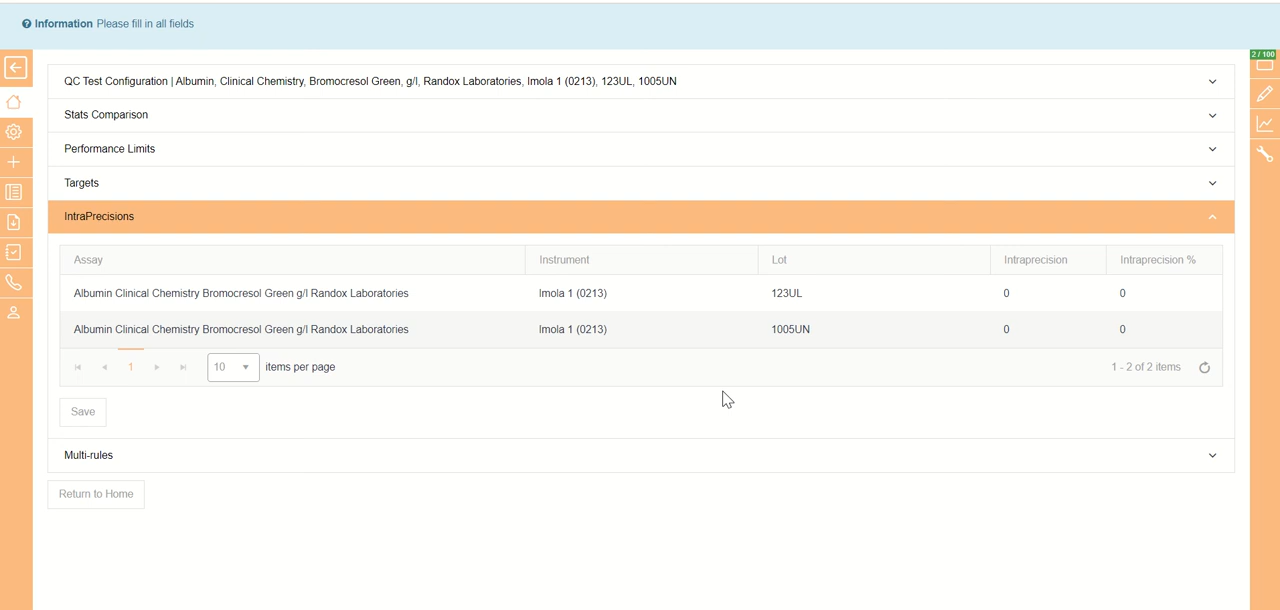 Information Please fill in all fields
2 / 100
QC Test Configuration | Albumin, Clinical Chemistry, Bromocresol Green, g/l, Randox Laboratories, Imola 1 (0213), 123UL, 1005UN
Stats Comparison
Performance Limits
Targets
IntraPrecisions
Assay Instrument Lot Intraprecision Intraprecision %
Albumin Clinical Chemistry Bromocresol Green g/l Randox Laboratories Imola 1 (0213) 123UL 0 0
Albumin Clinical Chemistry Bromocresol Green g/l Randox Laboratories Imola 1 (0213) 1005UN 0 0
1 10 items per page 1 - 2 of 2 items
Save
Multi-rules
Return to Home